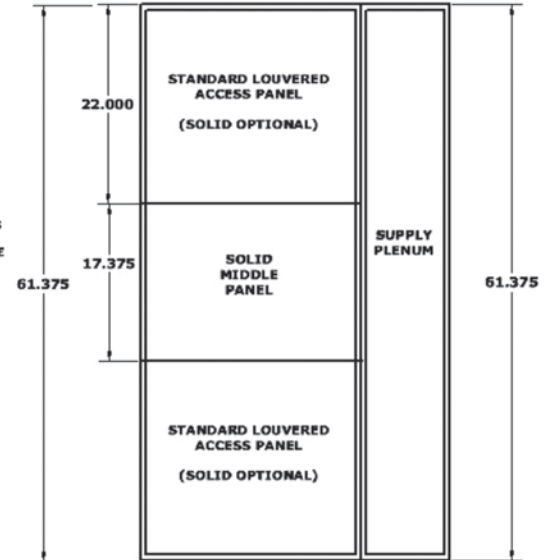 STANDARD LOUVERED
ACCESS PANEL
(SOLID OPTIONAL)
22.000
SUPPLY
PLENUM
SOLID
MIDDLE
PANEL
17.375
61.375
61.375
STANDARD LOUVERED
ACCESS PANEL
(SOLID OPTIONAL)